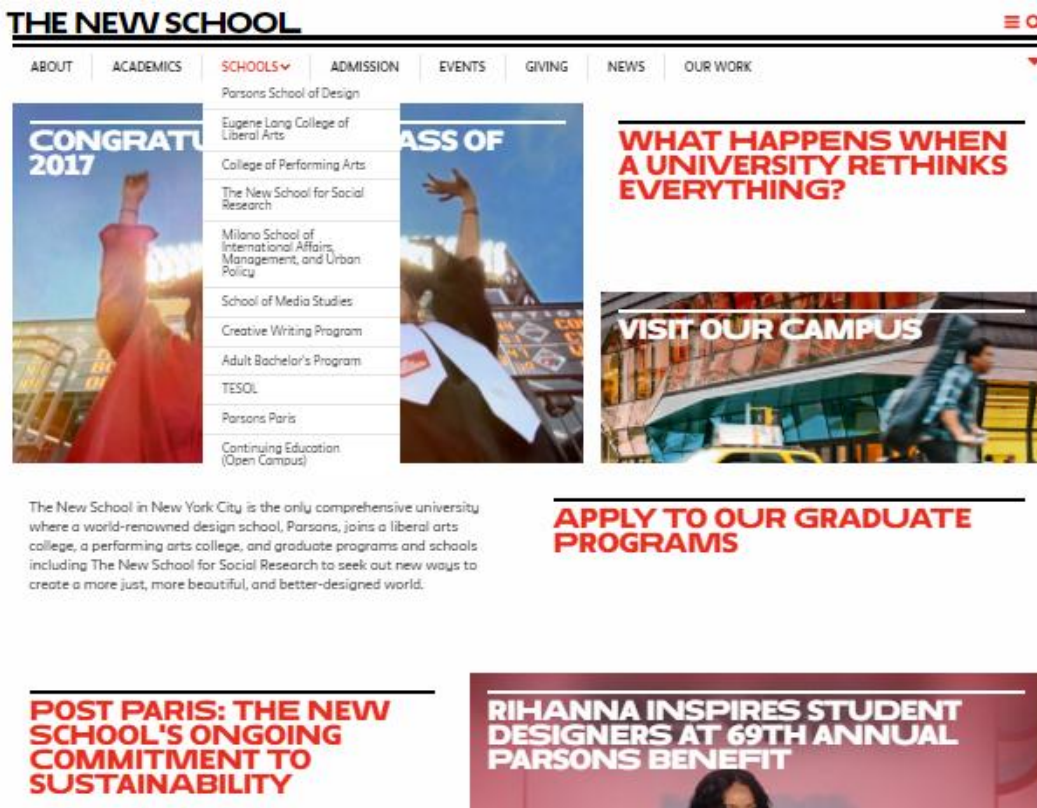 THE NEW SCHOOL
ABOUT
ACADEMICS
SCHOOLS
ADMISSION
EVENTS
GIVING
NEWS
OUR WORK
Parsons School of Design
Eugene Lang College of
Liberal Arts
College of Performing Arts
The New School for Social
Research
Milano School of
International Affairs,
Management, and Urban
Policy
School of Media Studies
Creative Writing Program
Adult Bachelor's Program
TESOL
Parsons Paris
Continuing Education
(Open Campus)
CONGRATU ASS OF
2017
WHAT HAPPENS WHEN
A UNIVERSITY RETHINKS
EVERYTHING?
VISIT OUR CAMPUS
The New School in New York City is the only comprehensive university
where a world-renowned design school, Parsons, joins a liberal arts
college, a performing arts college, and graduate programs and schools
including The New School for Social Research to seek out new ways to
create a more just, more beautiful, and better-designed world.
APPLY TO OUR GRADUATE
PROGRAMS
POST PARIS: THE NEW
SCHOOL'S ONGOING
COMMITMENT TO
SUSTAINABILITY
RIHANNA INSPIRES STUDENT
DESIGNERS AT 69TH ANNUAL
PARSONS BENEFIT